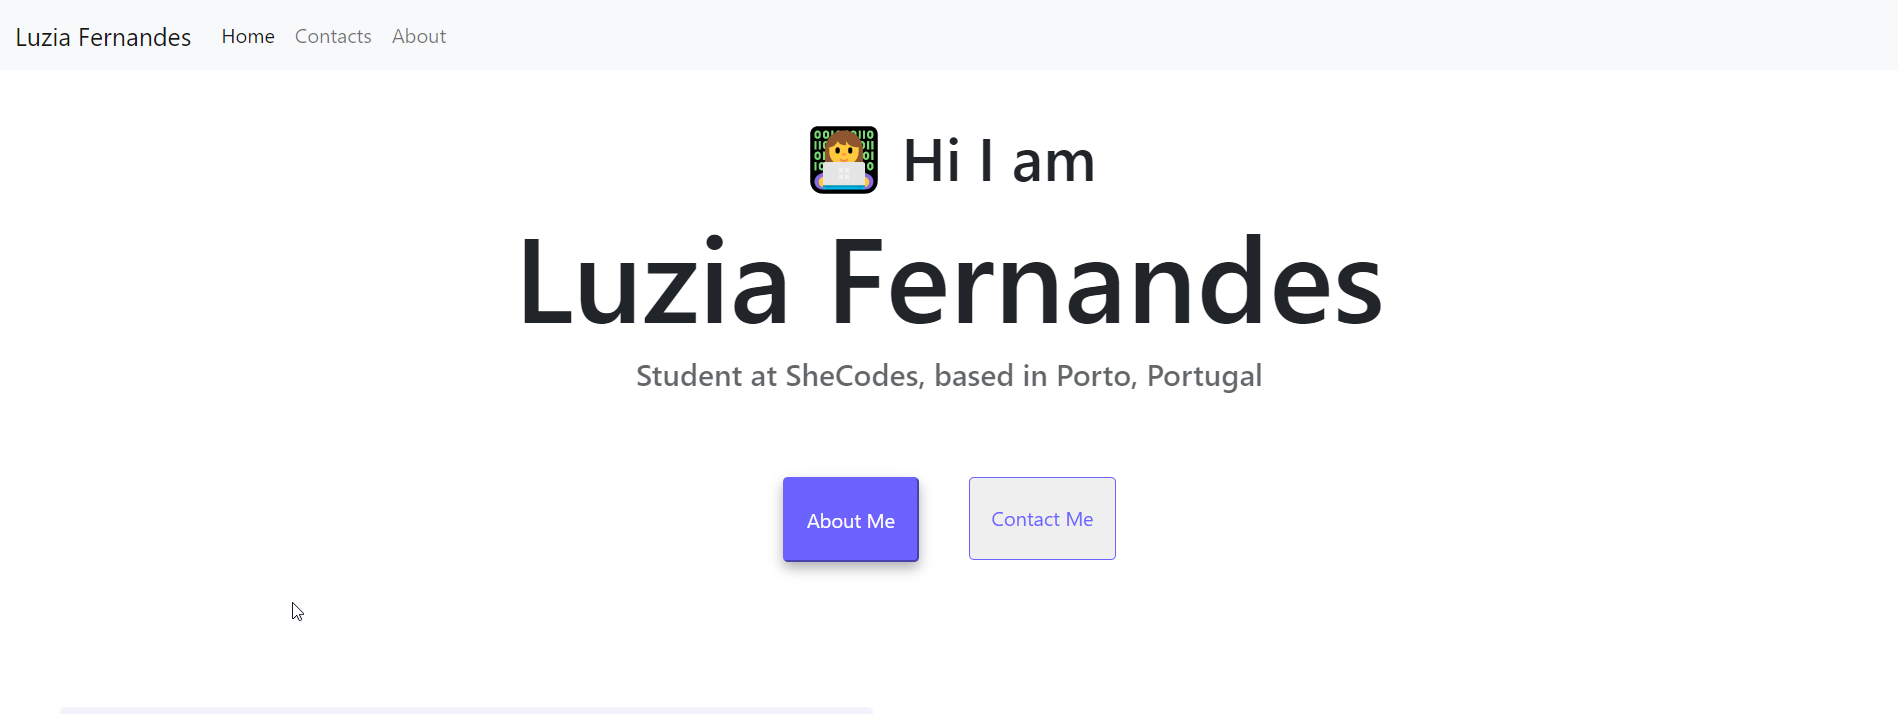 Luzia Fernandes Home Contacts About
Hi I am
Luzia Fernandes
Student at SheCodes, based in Porto, Portugal
About Me Contact Me